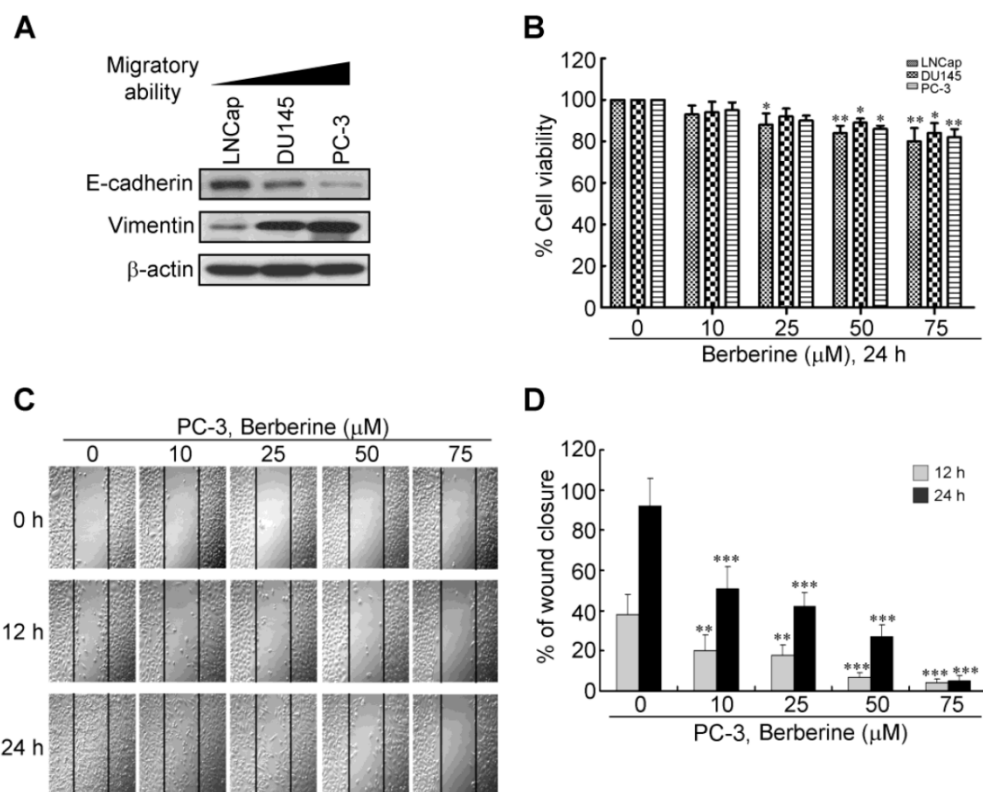 A
Migratory
ability
LNCap
DU145
PC-3
E-cadherin
Vimentin
β-actin
B
LNCap
DU145
PC-3
120
100
80
60
40
20
0
% Cell viability
*
** * *
** * **
0 10 25 50 75
Berberine (μM), 24 h
C
PC-3, Berberine (μM)
0 10 25 50 75
0 h
12 h
24 h
D
12 h
24 h
120
100
80
60
40
20
0
% of wound closure
** ***
** ***
*** ***
*** ***
0 10 25 50 75
PC-3, Berberine (μM)